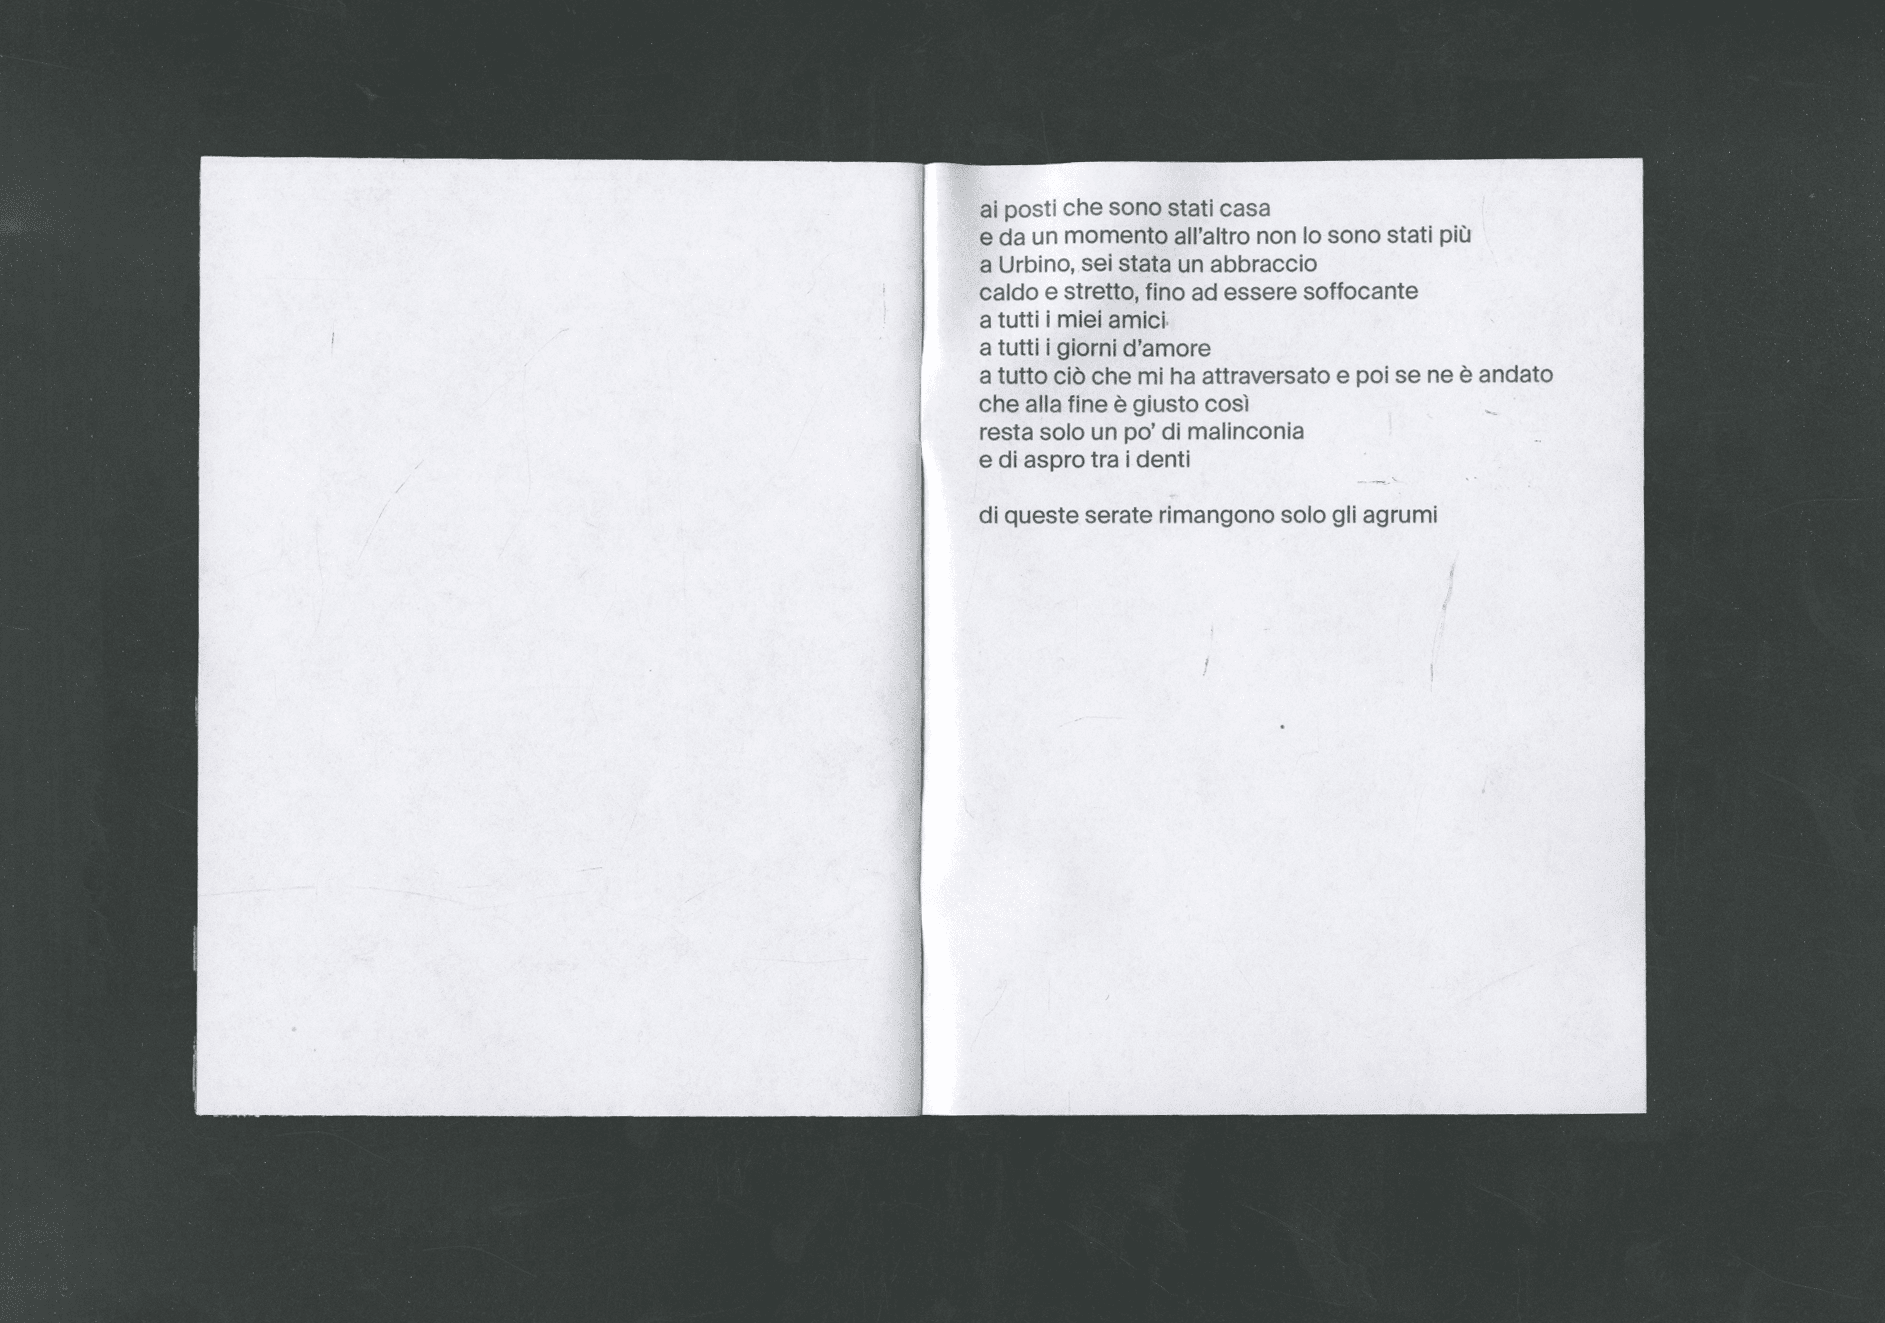 ai posti che sono stati casa
e da un momento all’altro non lo sono stati più
a Urbino, sei stata un abbraccio
caldo e stretto, fino ad essere soffocante
a tutti i miei amici
a tutti i giorni d’amore
a tutto ciò che mi ha attraversato e poi se ne è andato
che alla fine è giusto così
resta solo un po’ di malinconia
e di aspro tra i denti
di queste serate rimangono solo gli agrumi